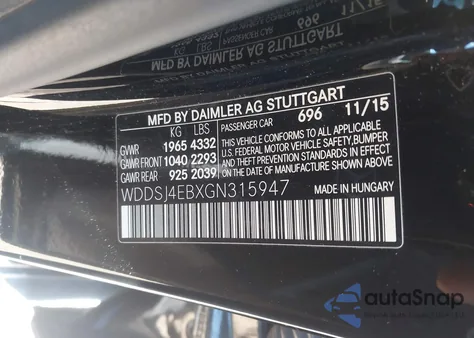 MFD BY DAIMLER AG STUTTGART
KG LBS PASSENGER CAR 696 11/15
GVWR 1965 4332 THIS VEHICLE CONFORMS TO ALL APPLICABLE U.S.
GAWR FRONT 1040 2293 FEDERAL MOTOR VEHICLE SAFETY, BUMPER
GAWR REAR 925 2039 AND THEFT PREVENTION STANDARDS IN EFFECT ON THE DATE OF MANUFACTURE SHOWN ABOVE.
WDDSJ4EBXGN315947 MADE IN HUNGARY
autoSnap